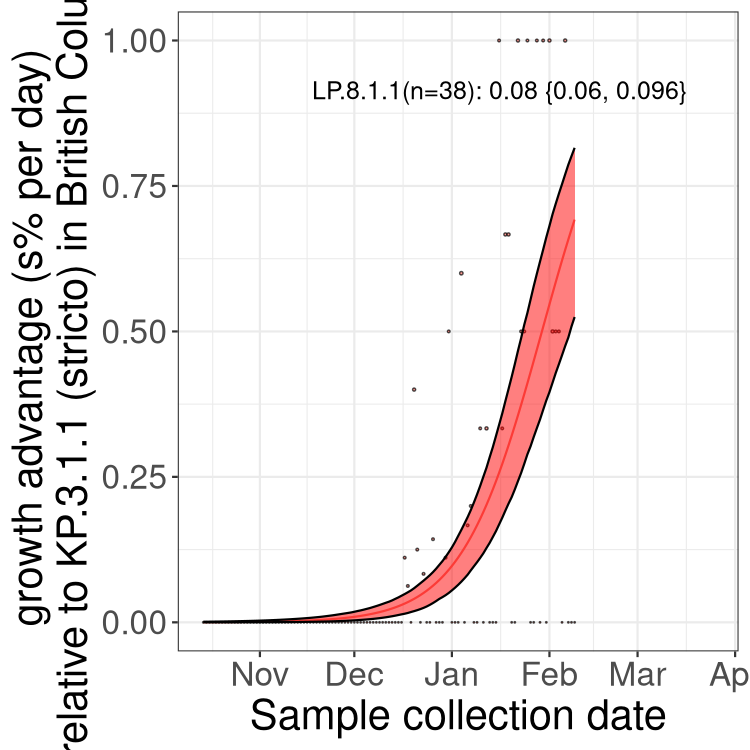 growth advantage (s% per day)
relative to KP.3.1.1 (stricto) in British Colu
1.00
0.75
0.50
0.25
0.00
LP.8.1.1(n=38): 0.08 {0.06, 0.096}
Nov Dec Jan Feb Mar Ap
Sample collection date